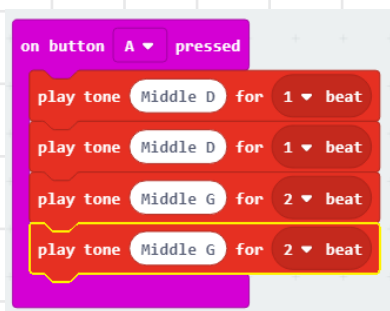 on button A pressed
play tone Middle D for 1 beat
play tone Middle D for 1 beat
play tone Middle G for 2 beat
play tone Middle G for 2 beat